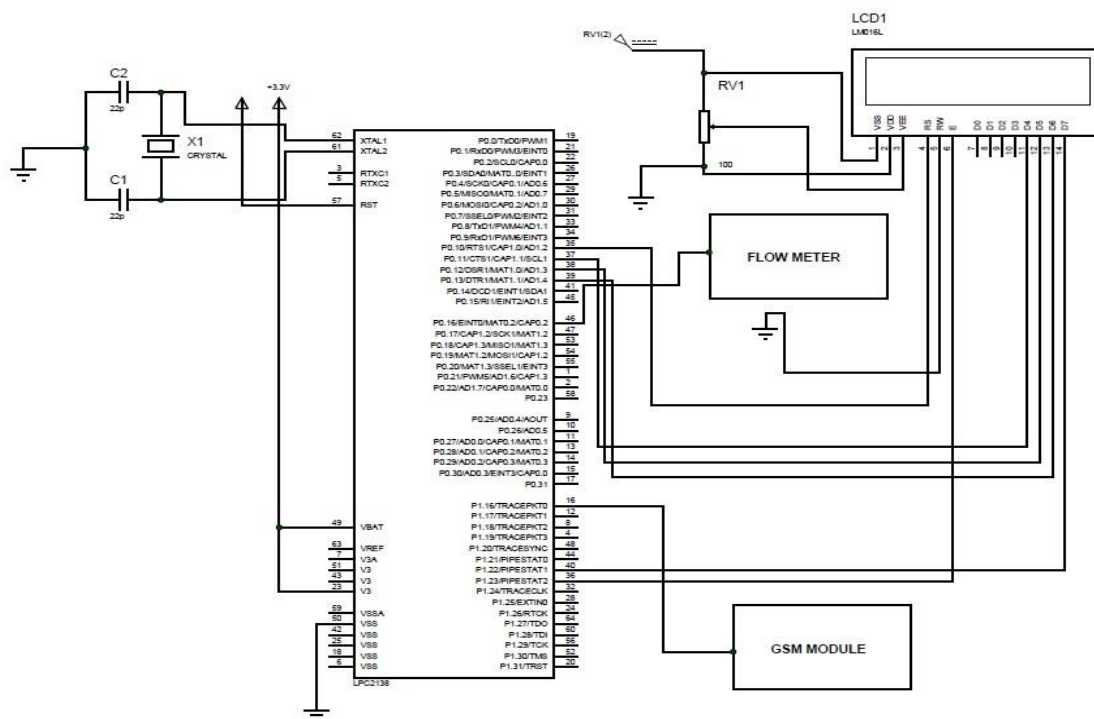 LCD1
LM016L
RV1(2)
RV1
100
VSS
VDD
VEE
RS
RW
E
D0
D1
D2
D3
D4
D5
D6
D7
1
2
3
4
5
6
7
8
9
10
11
12
13
14
C2
22p
+3.3V
X1
CRYSTAL
C1
22p
62 XTAL1
61 XTAL2
3 RTXC1
5 RTXC2
57 RST
49 VBAT
63 VREF
7 V3A
51 V3
43 V3
23 V3
59 VSSA
50 VSS
42 VSS
25 VSS
18 VSS
6 VSS
P0.0/TxD0/PWM1 19
P0.1/RxD0/PWM3/EINT0 21
P0.2/SCL0/CAP0.0 22
P0.3/SDA0/MAT0..0/EINT1 26
P0.4/SCK0/CAP0.1/AD0.6 27
P0.5/MISO0/MAT0.1/AD0.7 29
P0.6/MOSI0/CAP0.2/AD1.0 30
P0.7/SSEL0/PWM2/EINT2 31
P0.8/TxD1/PWM4/AD1.1 33
P0.9/RxD1/PWM6/EINT3 34
P0.10/RTS1/CAP1.0/AD1.2 35
P0.11/CTS1/CAP1.1/SCL1 37
P0.12/DSR1/MAT1.0/AD1.3 38
P0.13/DTR1/MAT1.1/AD1.4 39
P0.14/DCD1/EINT1/SDA1 41
P0.15/RI1/EINT2/AD1.5 45
P0.16/EINT0/MAT0.2/CAP0.2 46
P0.17/CAP1.2/SCK1/MAT1.2 47
P0.18/CAP1.3/MISO1/MAT1.3 53
P0.19/MAT1.2/MOSI1/CAP1.2 54
P0.20/MAT1.3/SSEL1/EINT3 55
P0.21/PWM5/AD1.6/CAP1.3 1
P0.22/AD1.7/CAP0.0/MAT0.0 2
P0.23 58
P0.25/AD0.4/AOUT 9
P0.26/AD0.5 10
P0.27/AD0.0/CAP0.1/MAT0.1 11
P0.28/AD0.1/CAP0.2/MAT0.2 13
P0.29/AD0.2/CAP0.3/MAT0.3 14
P0.30/AD0.3/EINT3/CAP0.0 15
P0.31 17
P1.16/TRACEPKT0 16
P1.17/TRACEPKT1 12
P1.18/TRACEPKT2 8
P1.19/TRACEPKT3 4
P1.20/TRACESYNC 48
P1.21/PIPESTAT0 44
P1.22/PIPESTAT1 40
P1.23/PIPESTAT2 36
P1.24/TRACECLK 32
P1.25/EXTIN0 28
P1.26/RTCK 24
P1.27/TDO 64
P1.28/TDI 60
P1.29/TCK 56
P1.30/TMS 52
P1.31/TRST 20
LPC2138
FLOW METER
GSM MODULE